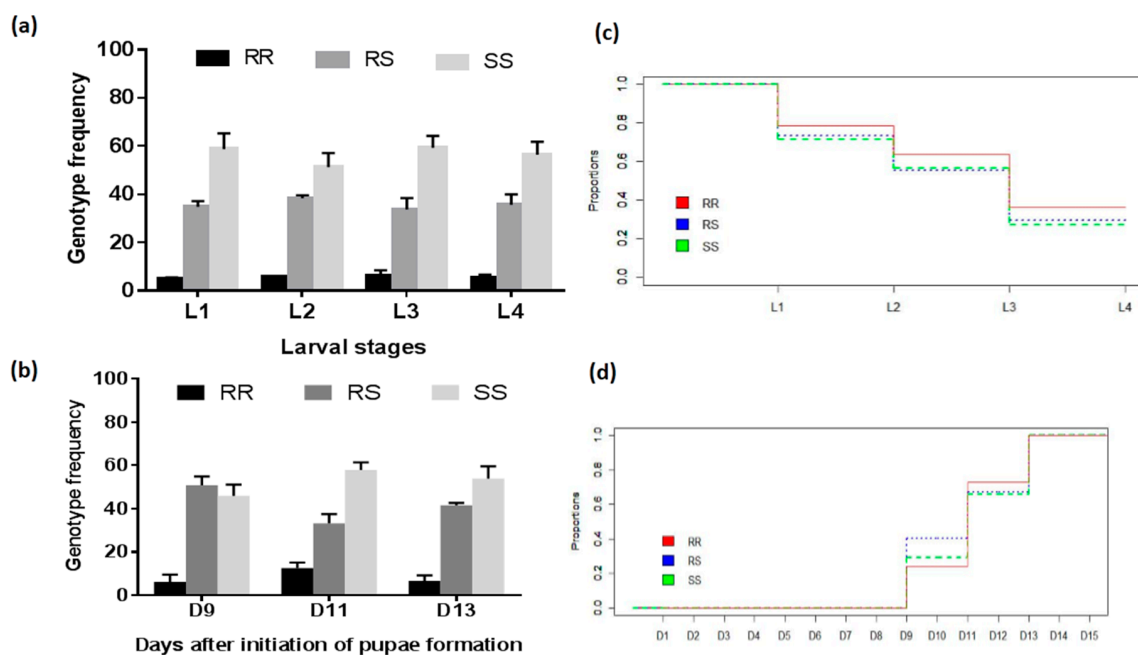 (a)
RR RS SS
Genotype frequency
100
80
60
40
20
0
L1 L2 L3 L4
Larval stages
(b)
RR RS SS
Genotype frequency
100
80
60
40
20
0
D9 D11 D13
Days after initiation of pupae formation
(c)
Proportions
1.0
0.8
0.6
0.4
0.2
0.0
RR
RS
SS
L1 L2 L3 L4
(d)
Proportions
1.0
0.8
0.6
0.4
0.2
0.0
RR
RS
SS
D1 D2 D3 D4 D5 D6 D7 D8 D9 D10 D11 D12 D13 D14 D15